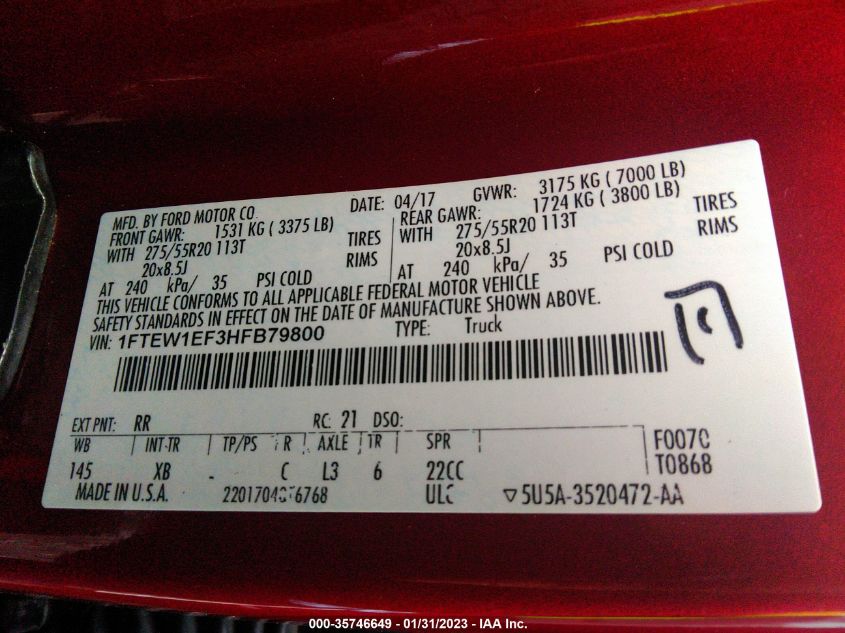 MFD. BY FORD MOTOR CO. DATE: 04/17 GVWR: 3175 KG ( 7000 LB)
FRONT GAWR: 1531 KG ( 3375 LB) REAR GAWR: 1724 KG ( 3800 LB)
WITH 275/55R20 113T TIRES WITH 275/55R20 113T TIRES
20x8.5J RIMS 20x8.5J RIMS
AT 240 kPa/ 35 PSI COLD AT 240 kPa/ 35 PSI COLD
THIS VEHICLE CONFORMS TO ALL APPLICABLE FEDERAL MOTOR VEHICLE
SAFETY STANDARDS IN EFFECT ON THE DATE OF MANUFACTURE SHOWN ABOVE.
VIN: 1FTEW1EF3HFB79800 TYPE: Truck
EXT PNT: RR RC: 21 DSO:
WB INT TR TP/PS R AXLE TR SPR F007C
145 XB - C L3 6 22CC T0868
MADE IN U.S.A. ▽5U5A-3520472-AA
000-35746649 - 01/31/2023 - IAA Inc.